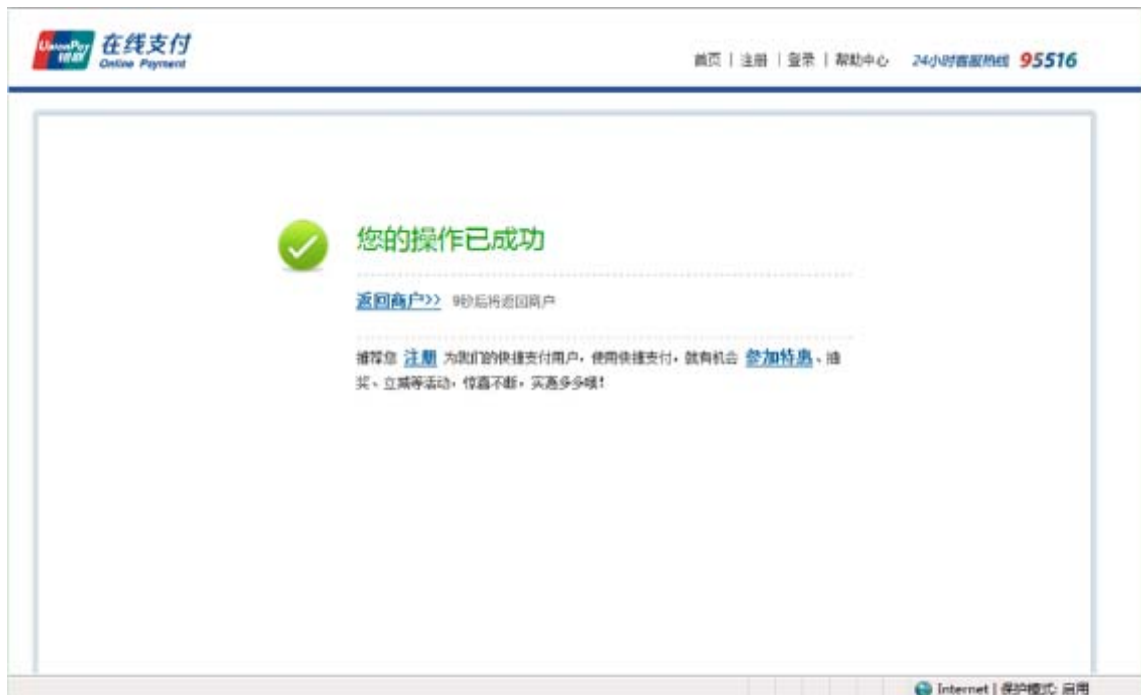 UnionPay 在线支付
银联 Online Payment
首页 | 注册 | 登录 | 帮助中心 24小时客服热线 95516
您的操作已成功
返回商户>> 9秒后将返回商户
推荐您 注册 为我们的快捷支付用户，使用快捷支付，就有机会 参加特惠、抽
奖、立减等活动，惊喜不断，实惠多多哦！
Internet | 保护模式: 启用